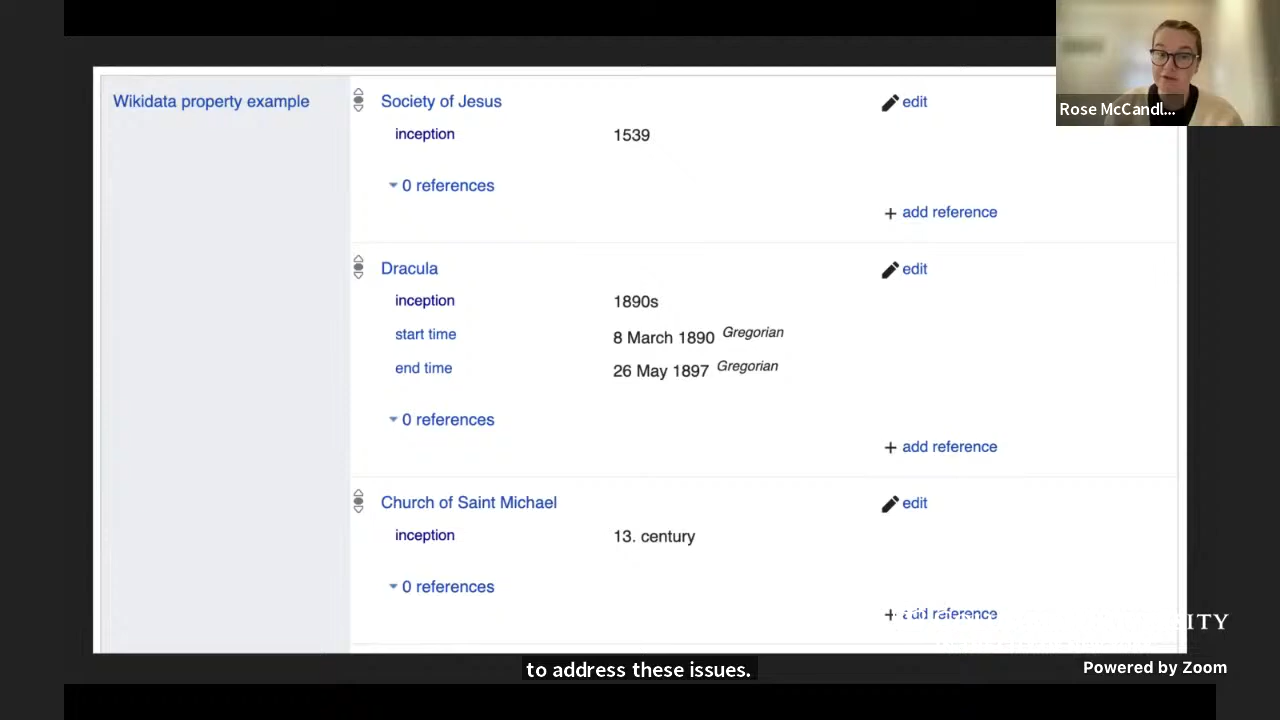 Rose McCandl...
Wikidata property example
Society of Jesus
edit
inception
1539
0 references
+ add reference
Dracula
edit
inception
1890s
start time
8 March 1890 Gregorian
end time
26 May 1897 Gregorian
0 references
+ add reference
Church of Saint Michael
edit
inception
13. century
0 references
+ add reference
to address these issues.
Powered by Zoom